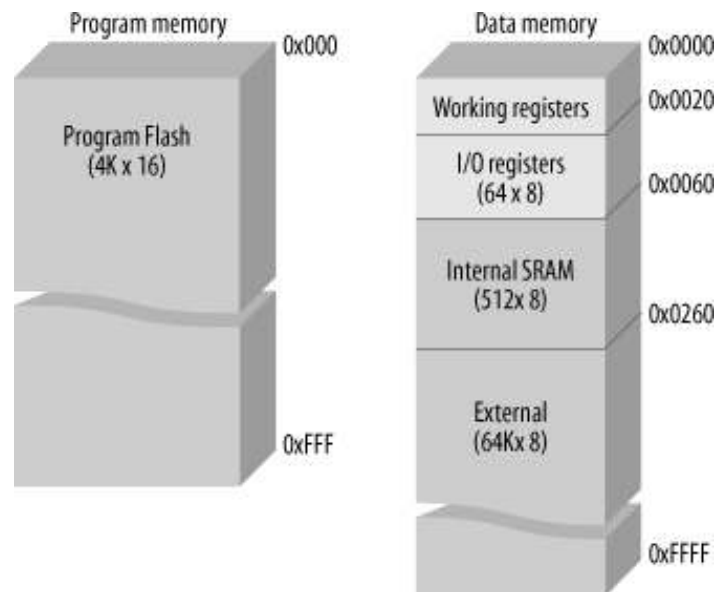 Program memory
0x000
Program Flash
(4K x 16)
0xFFF
Data memory
0x0000
Working registers
0x0020
I/O registers
(64 x 8)
0x0060
Internal SRAM
(512x 8)
0x0260
External
(64Kx 8)
0xFFFF